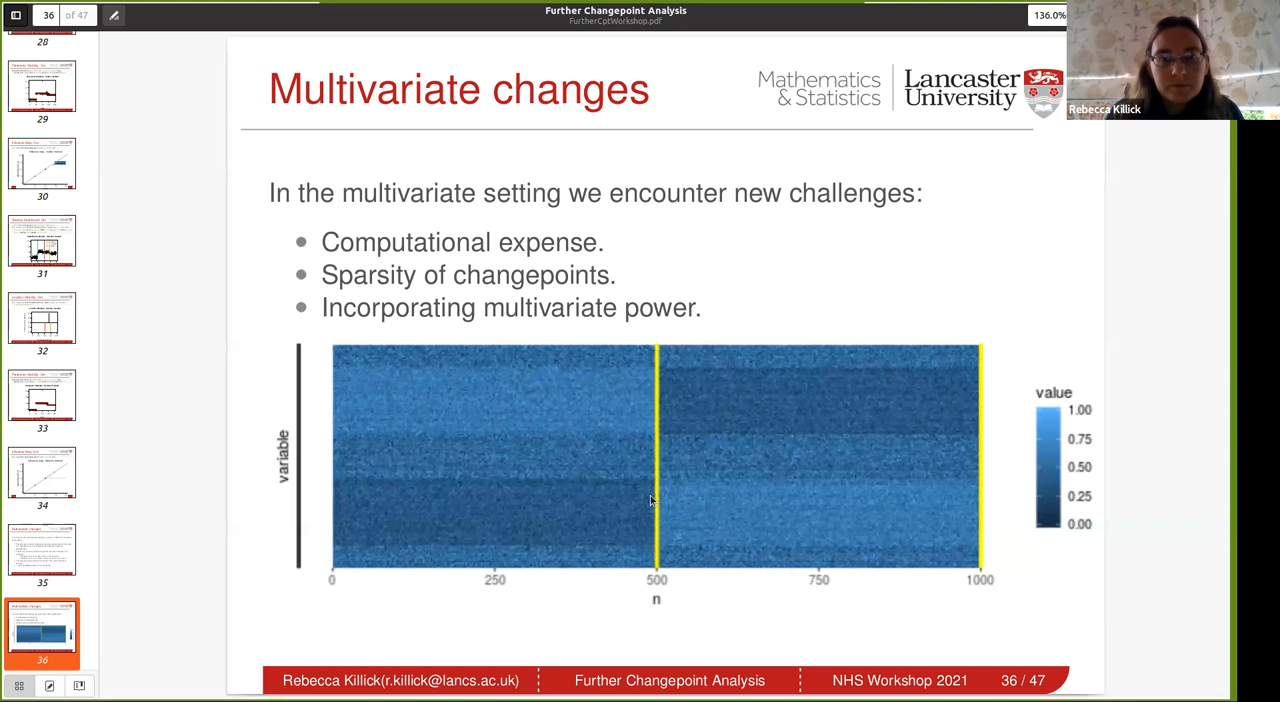 36 of 47
Further Changepoint Analysis
FurtherCptWorkshop.pdf
136.0%
Rebecca Killick
28
29
30
31
32
33
34
35
36
Multivariate changes
Mathematics & Statistics
Lancaster University
In the multivariate setting we encounter new challenges:
Computational expense.
Sparsity of changepoints.
Incorporating multivariate power.
variable
0 250 500 750 1000
n
value
1.00
0.75
0.50
0.25
0.00
Rebecca Killick(r.killick@lancs.ac.uk) Further Changepoint Analysis NHS Workshop 2021 36 / 47